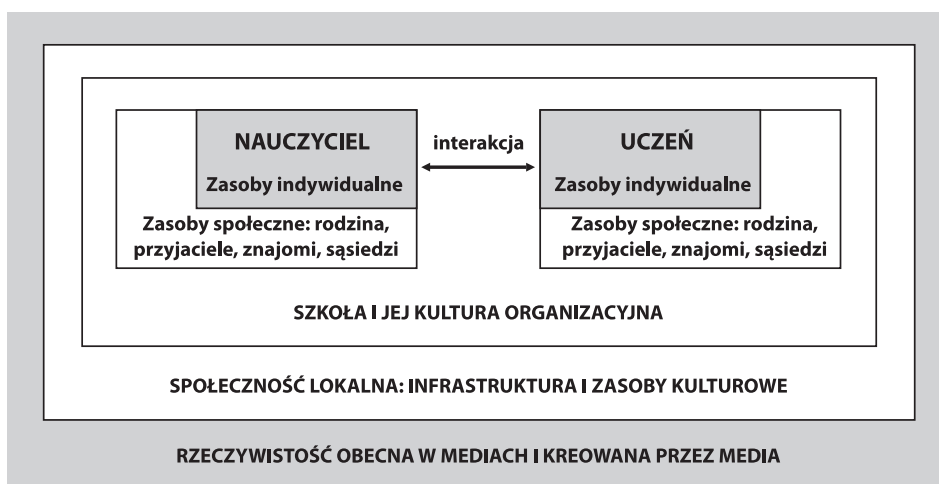 NAUCZYCIEL
Zasoby indywidualne
Zasoby społeczne: rodzina,
przyjaciele, znajomi, sąsiedzi
interakcja
UCZEŃ
Zasoby indywidualne
Zasoby społeczne: rodzina,
przyjaciele, znajomi, sąsiedzi
SZKOŁA I JEJ KULTURA ORGANIZACYJNA
SPOŁECZNOŚĆ LOKALNA: INFRASTRUKTURA I ZASOBY KULTUROWE
RZECZYWISTOŚĆ OBECNA W MEDIACH I KREOWANA PRZEZ MEDIA